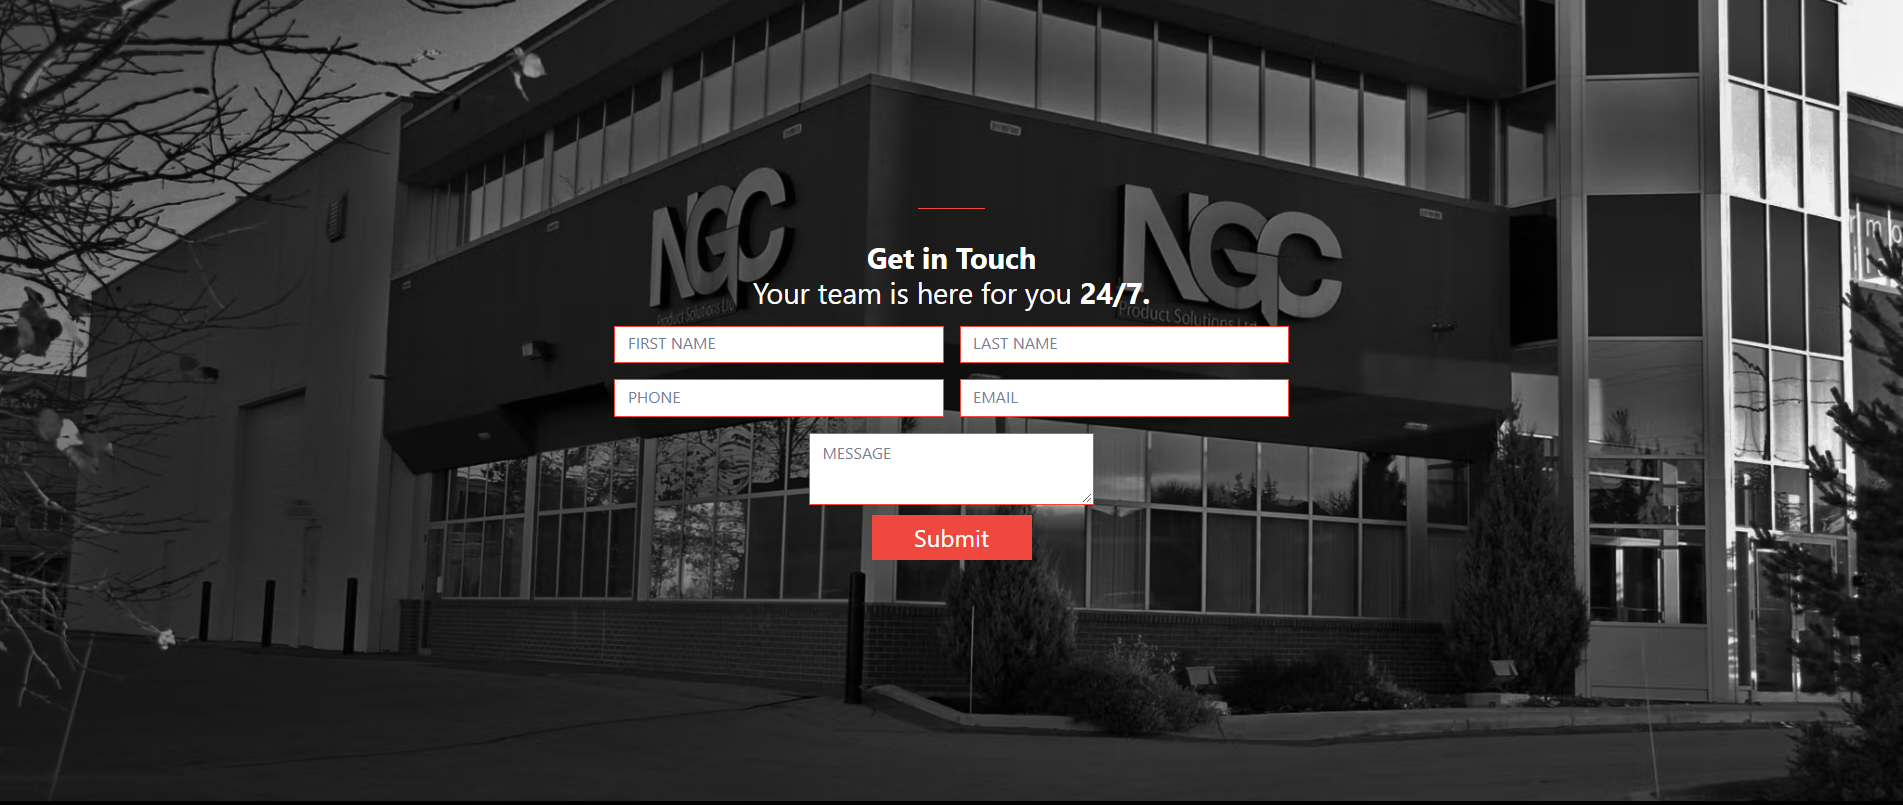 NGC
Product Solutions Ltd
NGC
Product Solutions Ltd
Get in Touch
Your team is here for you 24/7.
FIRST NAME
LAST NAME
PHONE
EMAIL
MESSAGE
Submit